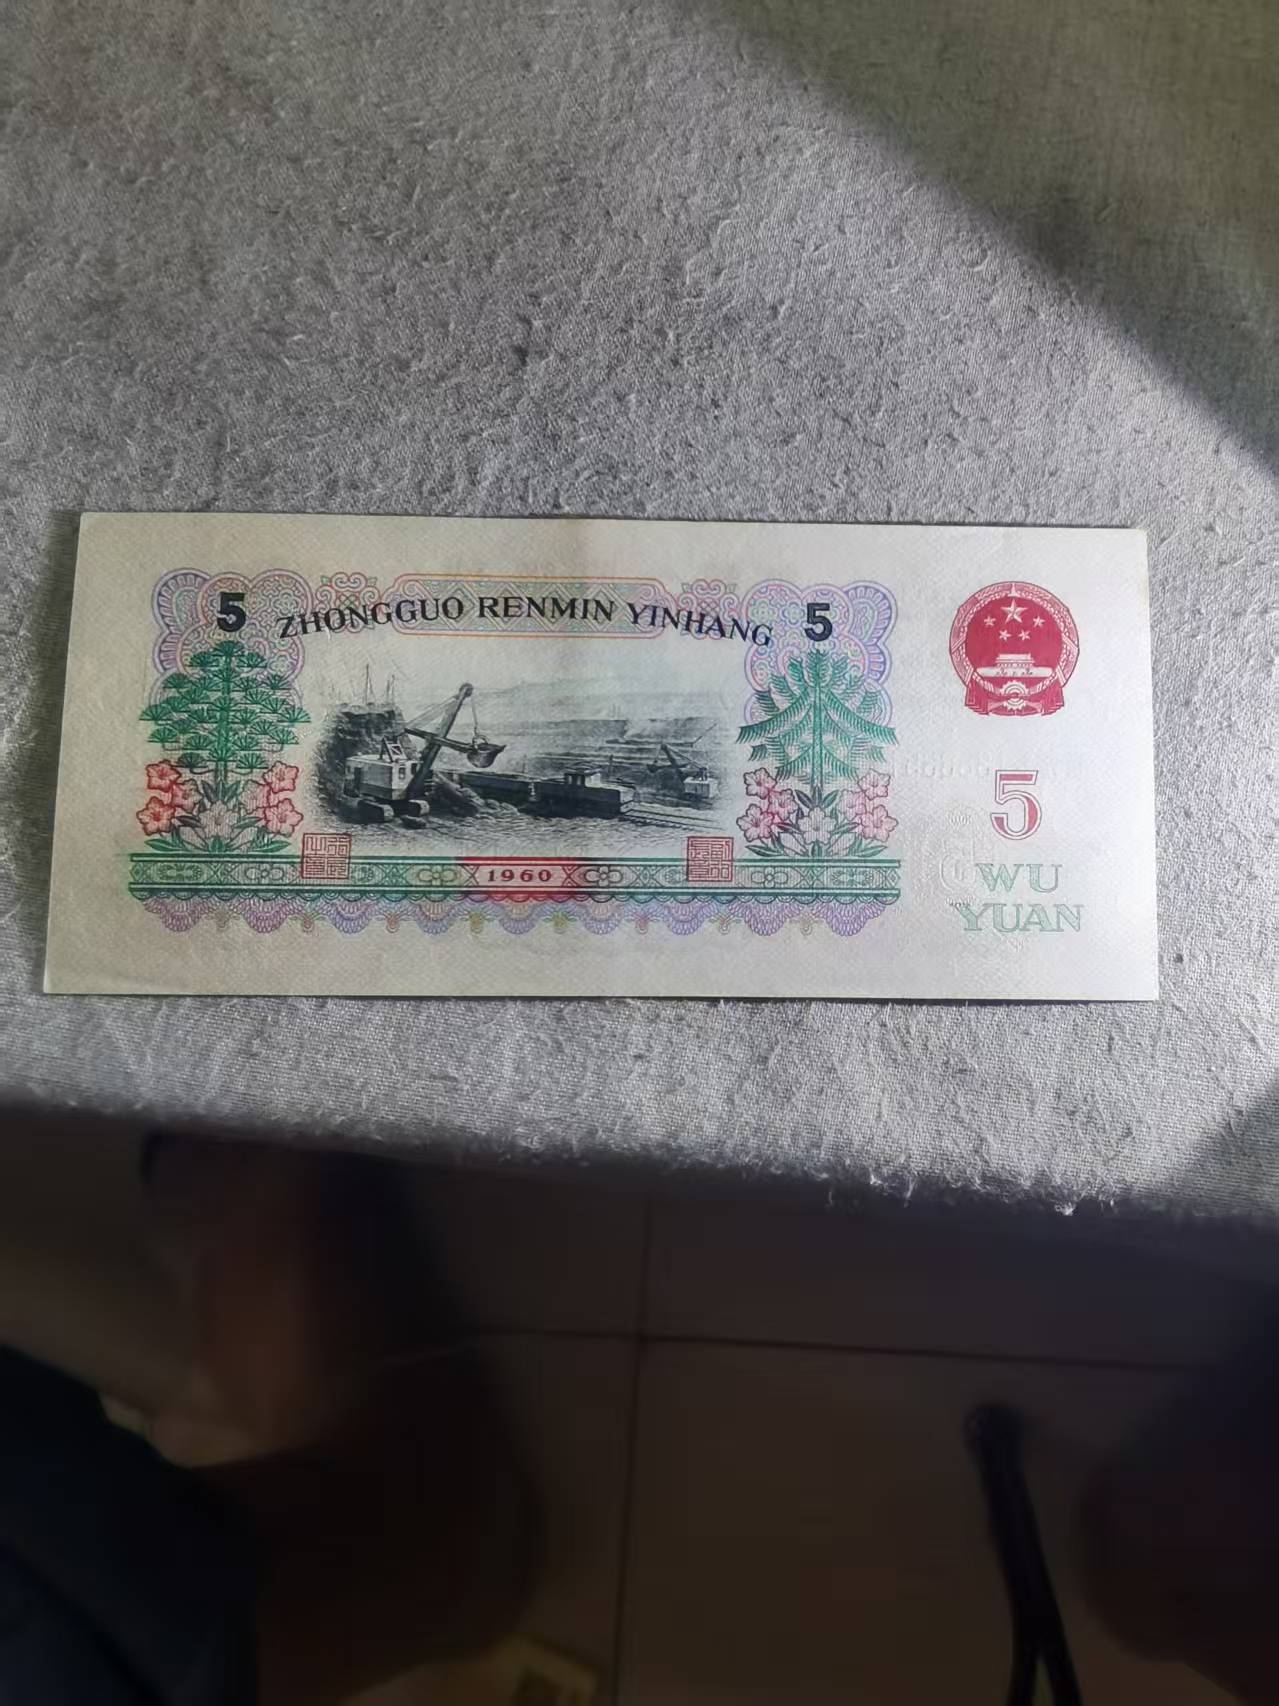 5 ZHONGGUO RENMIN YINHANG 5
5
1960
WU
YUAN